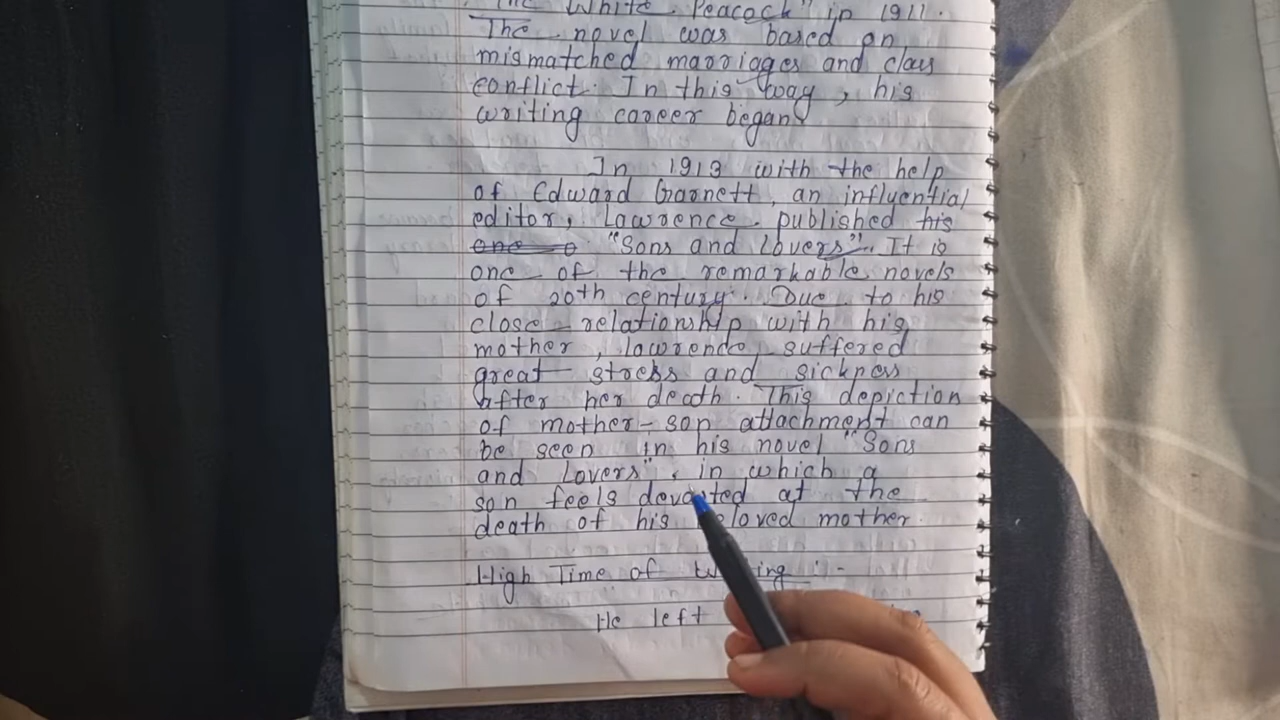 The White Peacock" in 1911.
The novel was based on
mismatched marriages and class
conflict. In this way, his
writing career began.
In 1913 with the help
of Edward Garnett, an influential
editor, Lawrence published his
"Sons and Lovers". It is
one of the remarkable novels
of 20th century. Due to his
close relationship with his
mother, Lawrence suffered
great stress and sickness
after her death. This depiction
of mother-son attachment can
be seen in his novel "Sons
and Lovers", in which a
son feels at the
death of his beloved mother.
High Time of Writing :-
He left